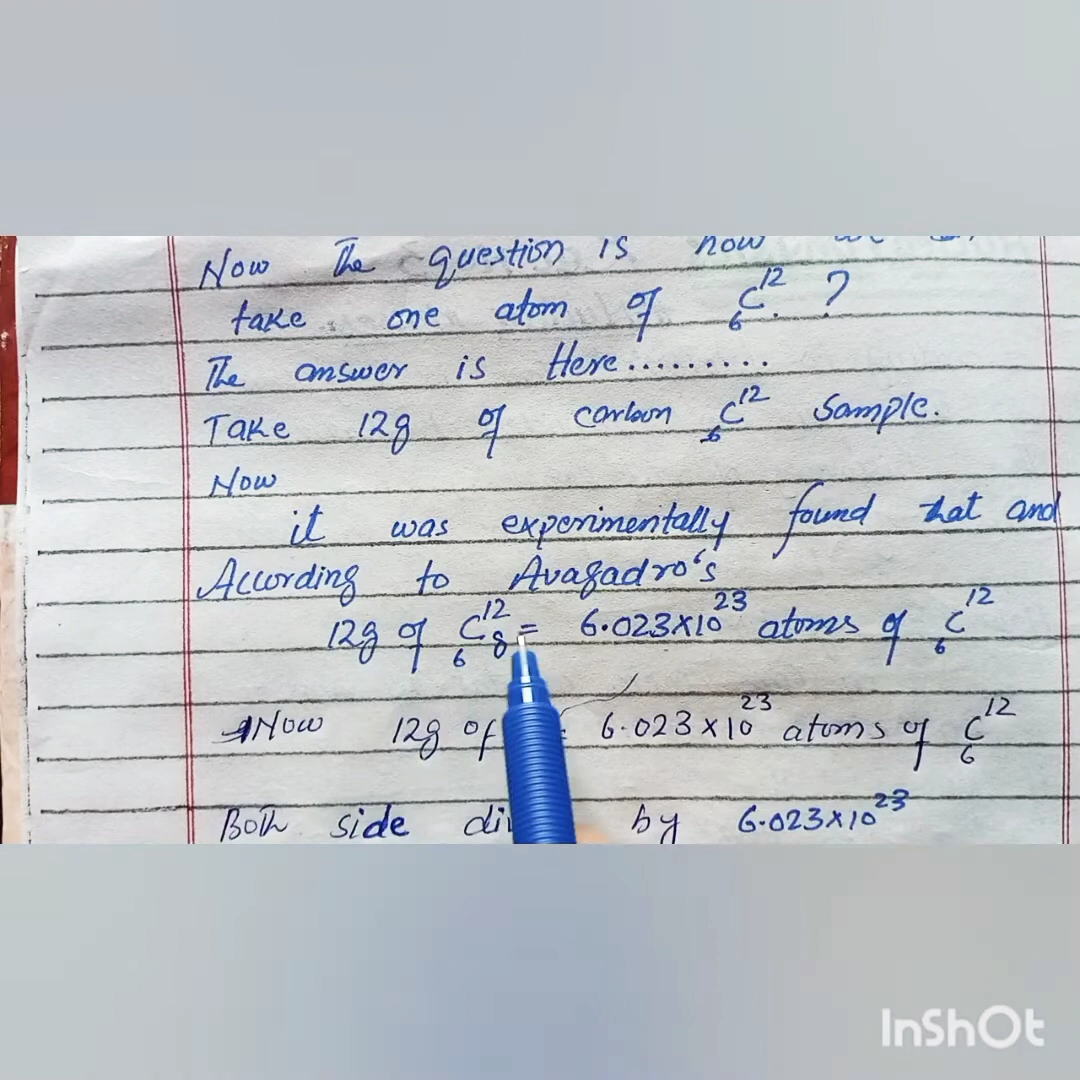 Now The question is how
take one atom of ₆C¹² ?
The answer is Here.........
Take 12g of carbon ₆C¹² Sample.
Now
it was experimentally found that and
According to Avagadro's
12g of ₆C¹² g = 6.023×10²³ atoms of ₆C¹²
Now 12g of 6.023×10²³ atoms of ₆C¹²
Both side by 6.023×10²³
InShOt